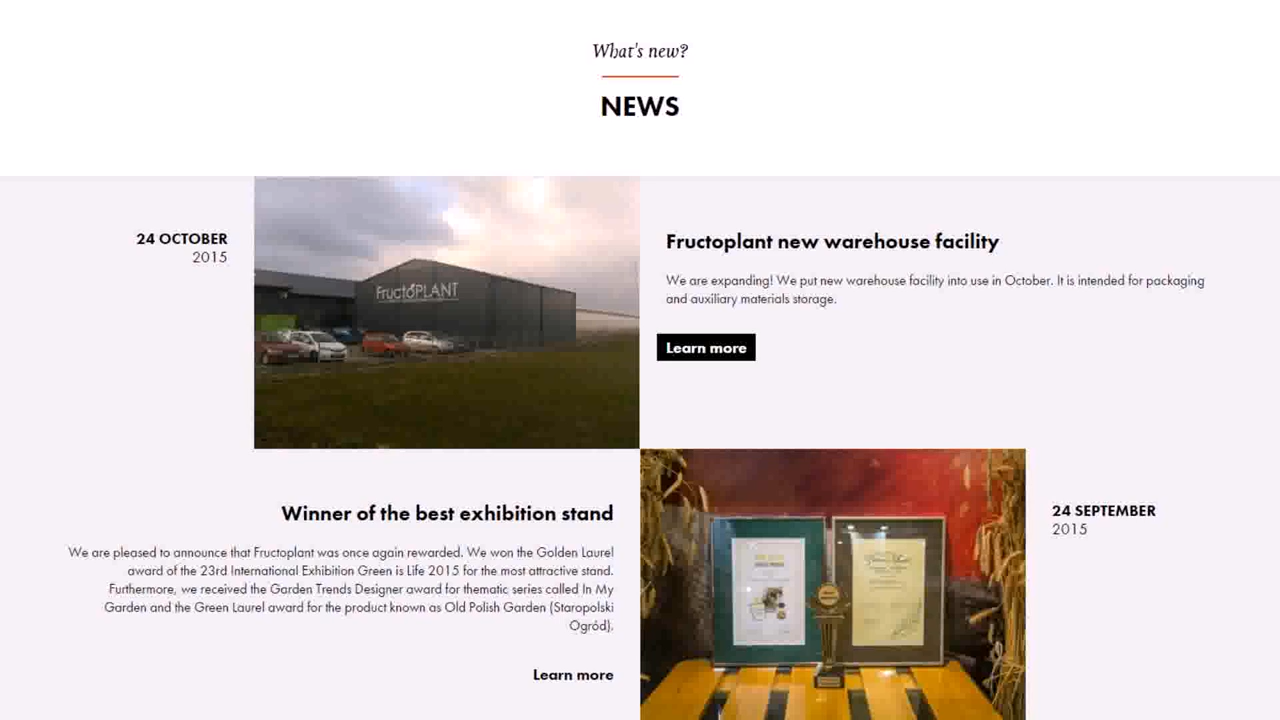 What's new?
NEWS
24 OCTOBER
2015
FructoPLANT
Fructoplant new warehouse facility
We are expanding! We put new warehouse facility into use in October. It is intended for packaging
and auxiliary materials storage.
Learn more
Winner of the best exhibition stand
We are pleased to announce that Fructoplant was once again rewarded. We won the Golden Laurel
award of the 23rd International Exhibition Green is Life 2015 for the most attractive stand.
Furthermore, we received the Garden Trends Designer award for thematic series called In My
Garden and the Green Laurel award for the product known as Old Polish Garden (Staropolski
Ogród).
Learn more
24 SEPTEMBER
2015